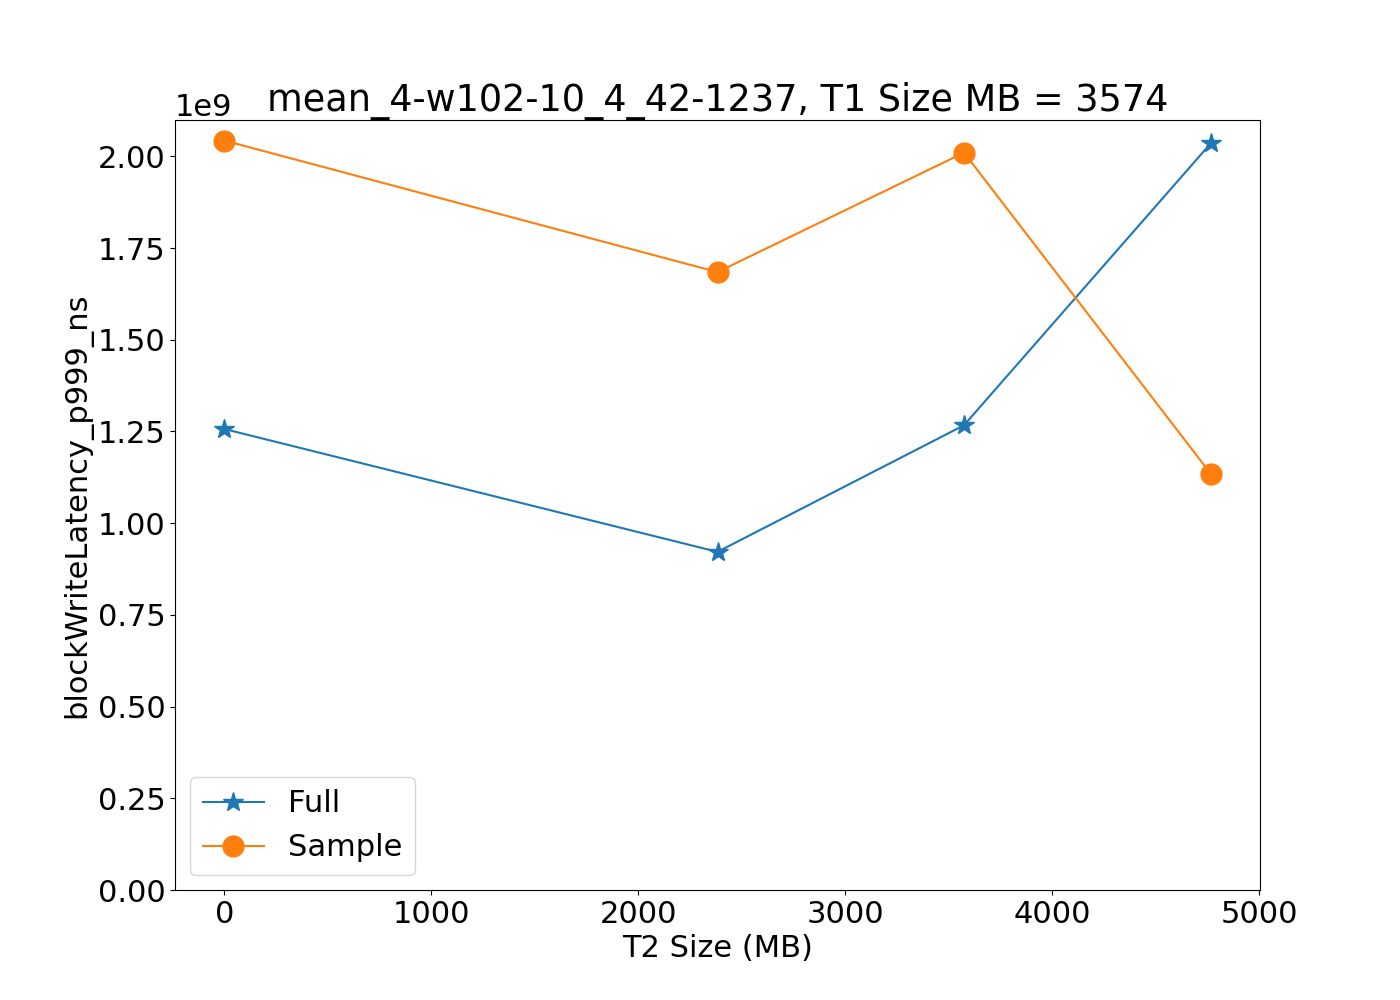 1e9
mean_4-w102-10_4_42-1237, T1 Size MB = 3574
2.00
1.75
1.50
1.25
1.00
0.75
0.50
0.25
0.00
blockWriteLatency_p999_ns
Full
Sample
0 1000 2000 3000 4000 5000
T2 Size (MB)